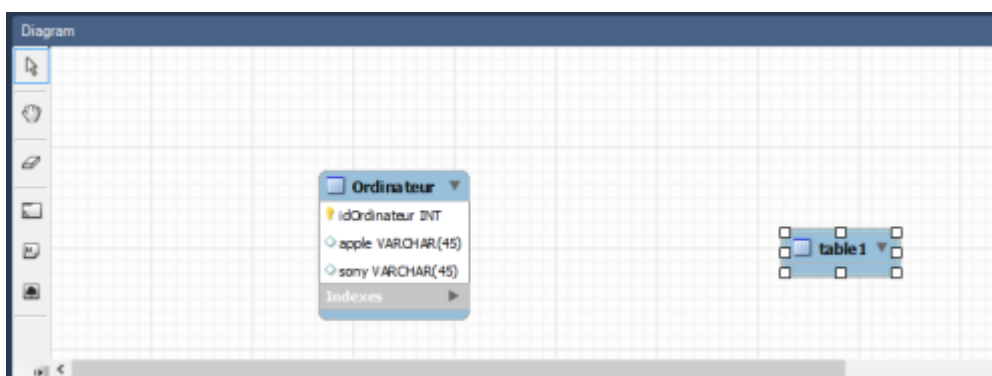 Diagram
Ordinateur
idOrdinateur INT
apple VARCHAR(45)
sony VARCHAR(45)
Indexes
table1